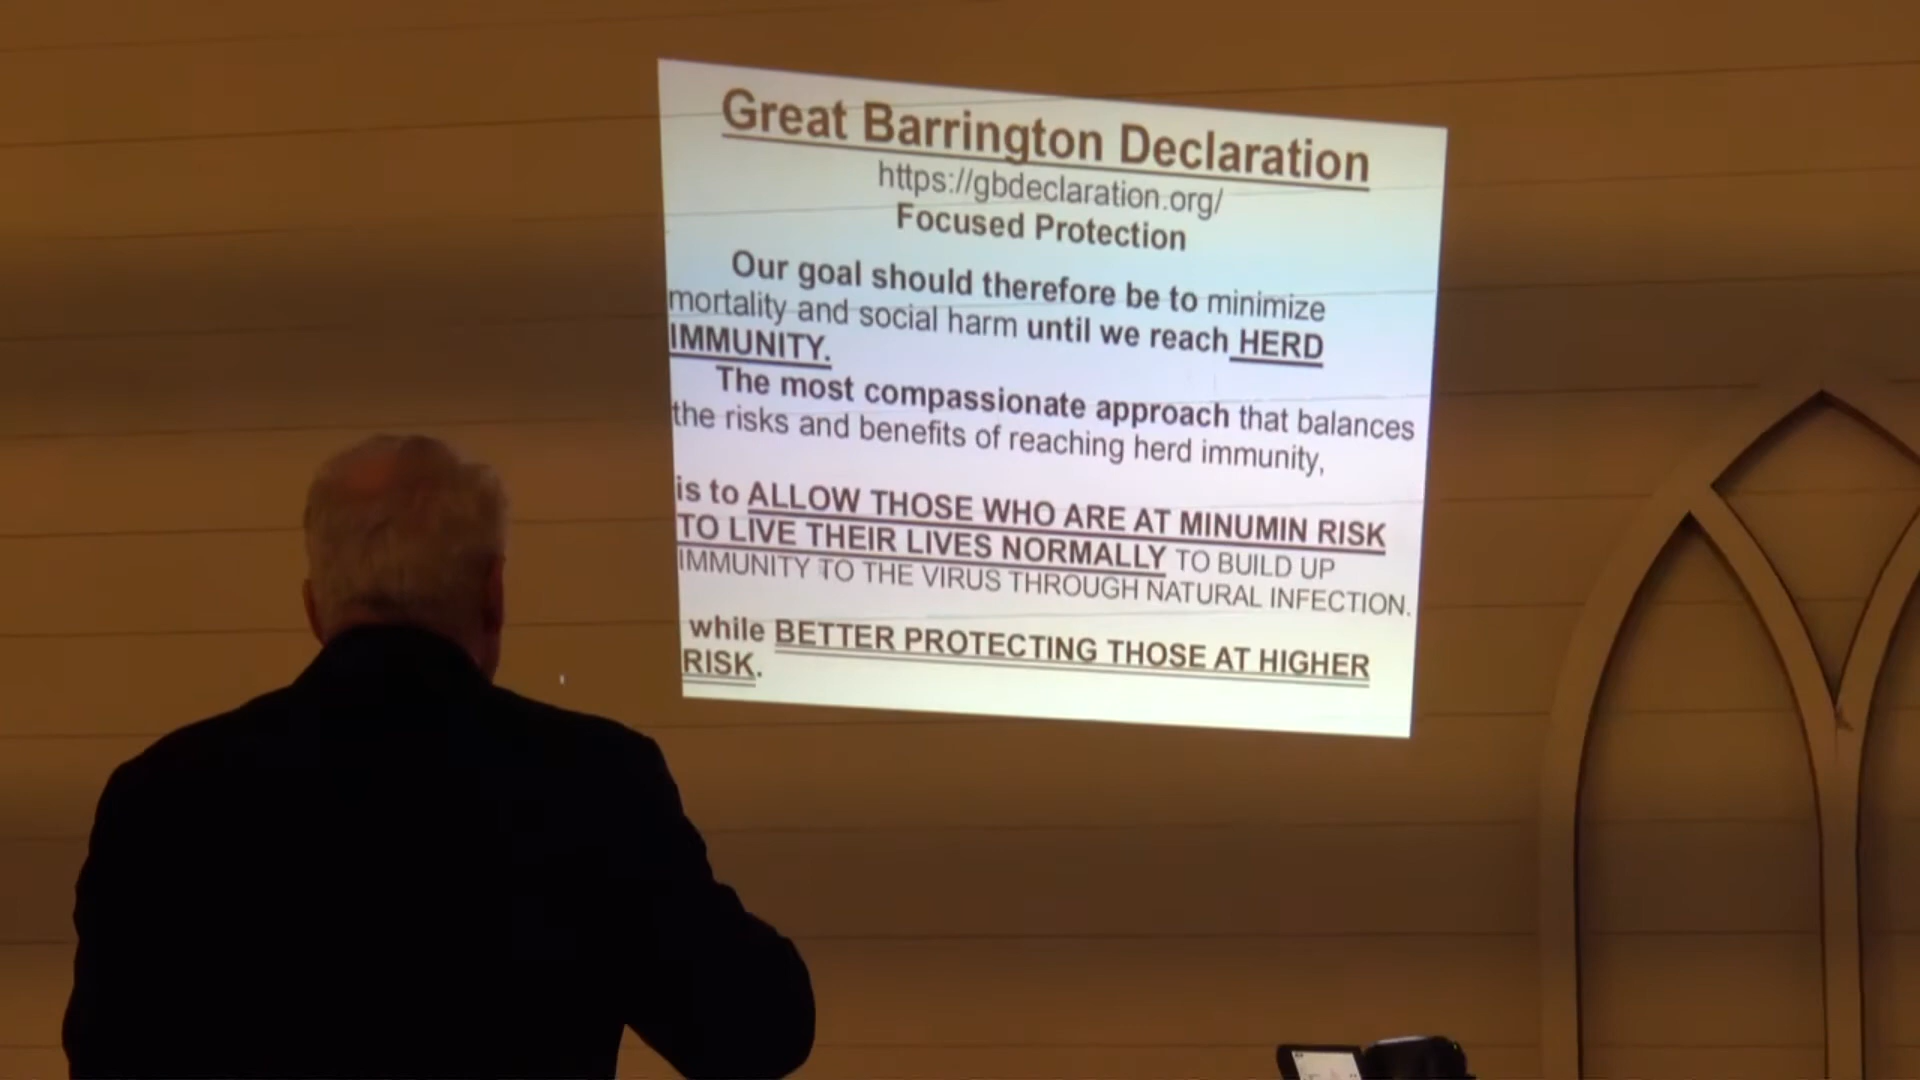 Great Barrington Declaration
https://gbdeclaration.org/
Focused Protection
Our goal should therefore be to minimize
mortality and social harm until we reach HERD
IMMUNITY.
The most compassionate approach that balances
the risks and benefits of reaching herd immunity,
is to ALLOW THOSE WHO ARE AT MINUMIN RISK
TO LIVE THEIR LIVES NORMALLY TO BUILD UP
IMMUNITY TO THE VIRUS THROUGH NATURAL INFECTION.
while BETTER PROTECTING THOSE AT HIGHER
RISK.